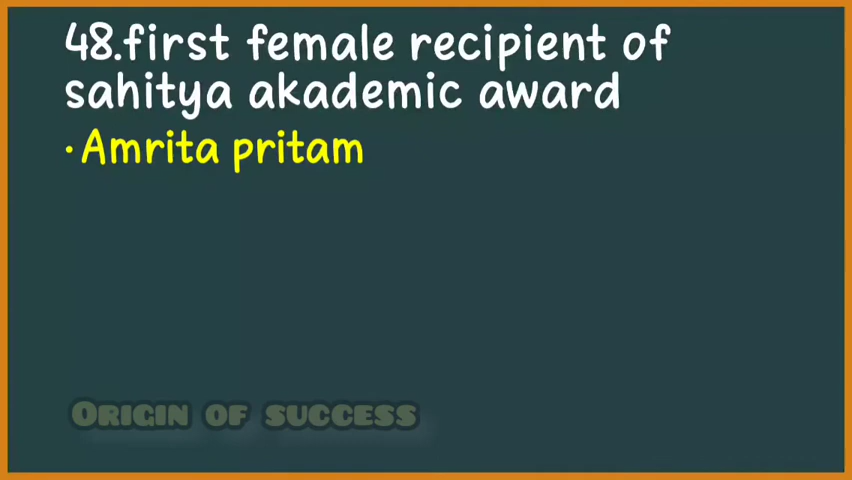 48.first female recipient of
sahitya akademic award
•Amrita pritam
Origin of success